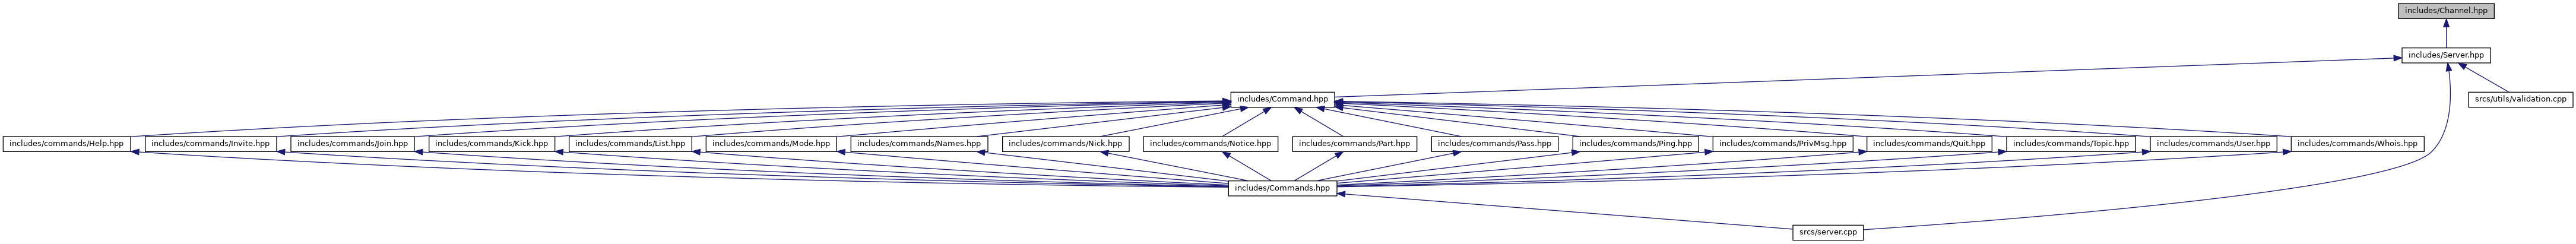 includes/Channel.hpp
includes/Server.hpp
includes/Command.hpp
srcs/utils/validation.cpp
includes/commands/Help.hpp
includes/commands/Invite.hpp
includes/commands/Join.hpp
includes/commands/Kick.hpp
includes/commands/List.hpp
includes/commands/Mode.hpp
includes/commands/Names.hpp
includes/commands/Nick.hpp
includes/commands/Notice.hpp
includes/commands/Part.hpp
includes/commands/Pass.hpp
includes/commands/Ping.hpp
includes/commands/PrivMsg.hpp
includes/commands/Quit.hpp
includes/commands/Topic.hpp
includes/commands/User.hpp
includes/commands/Whois.hpp
includes/Commands.hpp
srcs/server.cpp